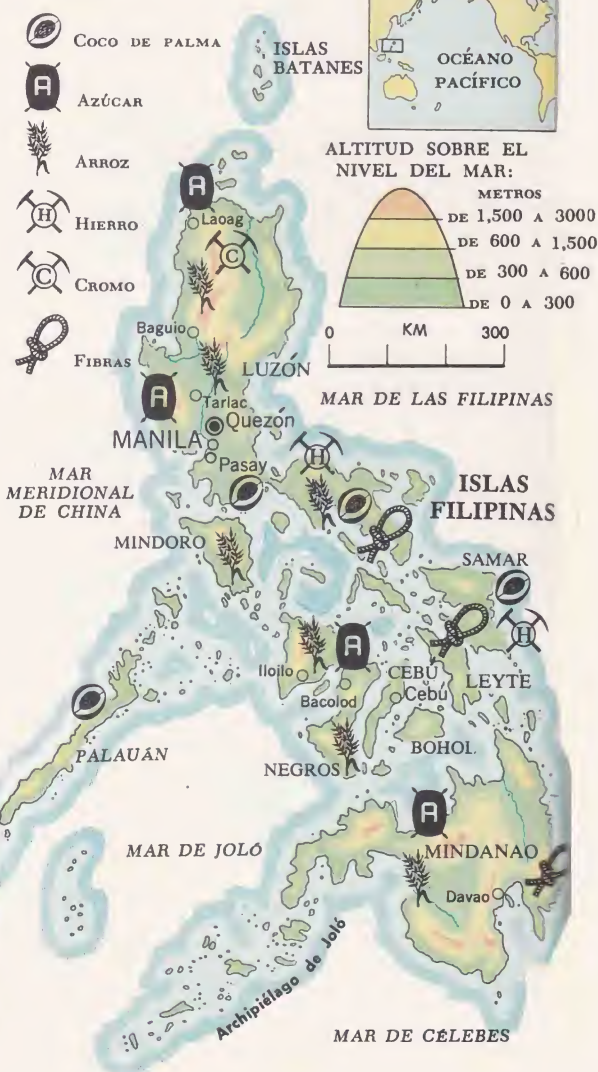 COCO DE PALMA
A
AZÚCAR
ARROZ
H
HIERRO
C
CROMO
FIBRAS
ISLAS
BATANES
OCÉANO
PACÍFICO
ALTITUD SOBRE EL
NIVEL DEL MAR:
METROS
DE 1,500 A 3000
DE 600 A 1,500
DE 300 A 600
DE 0 A 300
0 KM 300
A
Laoag
C
Baguio
LUZÓN
A
Tarlac
MAR DE LAS FILIPINAS
Quezón
MANILA
Pasay
H
MAR
MERIDIONAL
DE CHINA
ISLAS
FILIPINAS
MINDORO
SAMAR
H
A
Iloilo
CEBÚ
Cebú
LEYTE
Bacolod
PALAUÁN
BOHOL
NEGROS
A
MAR DE JOLÓ
MINDANAO
Davao
Archipiélago de Joló
MAR DE CÉLEBES